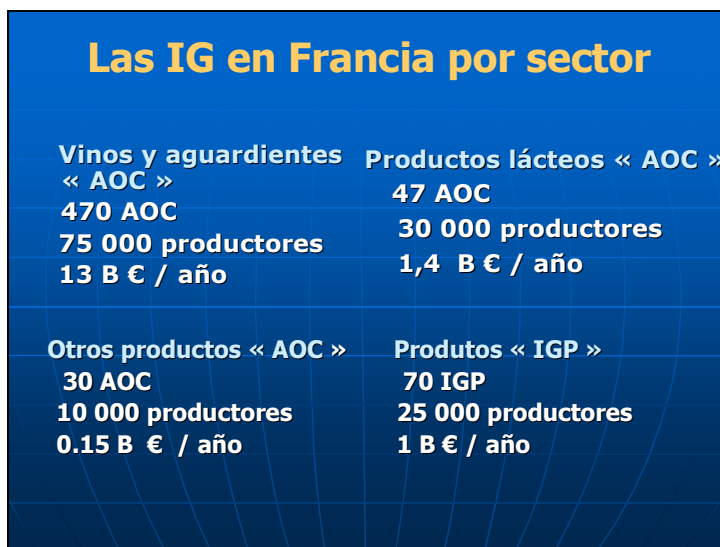 Las IG en Francia por sector
Vinos y aguardientes
« AOC »
470 AOC
75 000 productores
13 B € / año
Productos lácteos « AOC »
47 AOC
30 000 productores
1,4 B € / año
Otros productos « AOC »
30 AOC
10 000 productores
0.15 B € / año
Produtos « IGP »
70 IGP
25 000 productores
1 B € / año